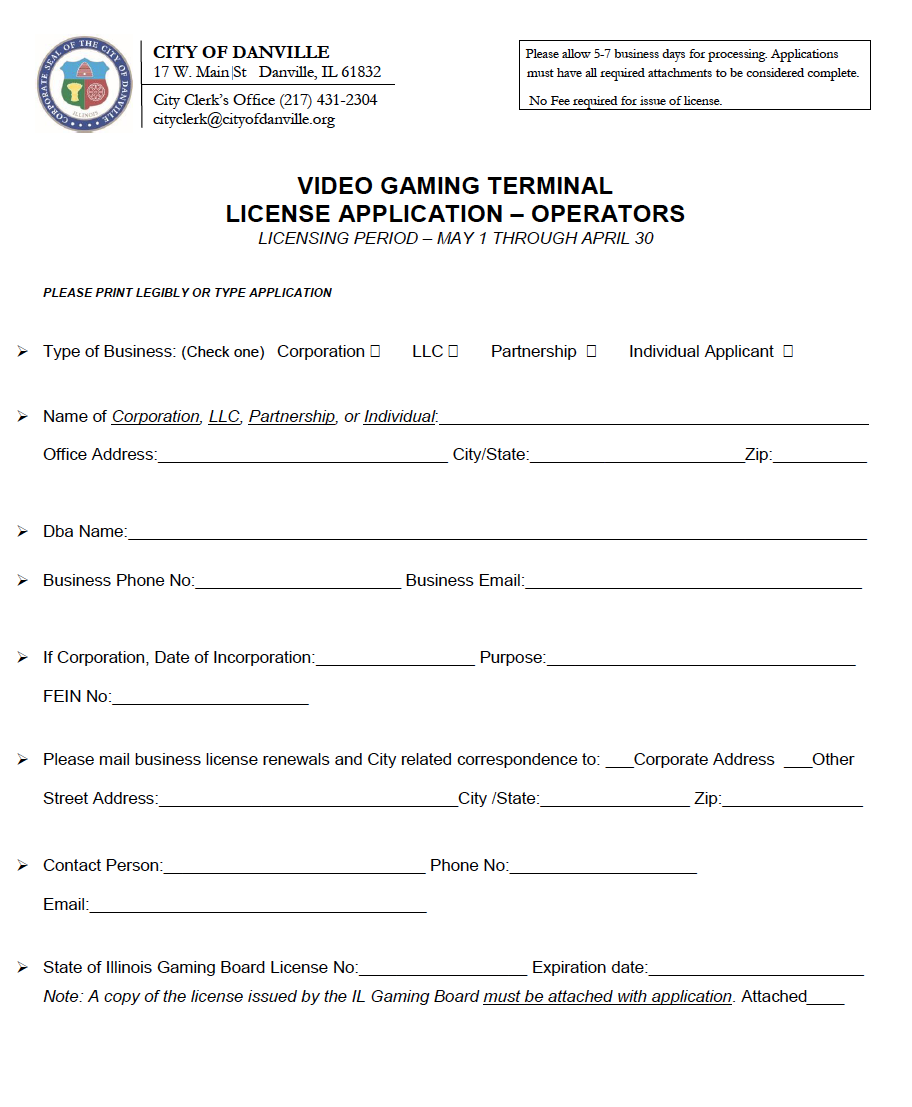 CORPORATE SEAL OF THE CITY OF DANVILLE
ILLINOIS
CITY OF DANVILLE
17 W. Main|St Danville, IL 61832
City Clerk's Office (217) 431-2304
cityclerk@cityofdanville.org
Please allow 5-7 business days for processing. Applications
must have all required attachments to be considered complete.
No Fee required for issue of license.
VIDEO GAMING TERMINAL
LICENSE APPLICATION – OPERATORS
LICENSING PERIOD – MAY 1 THROUGH APRIL 30
PLEASE PRINT LEGIBLY OR TYPE APPLICATION
➢ Type of Business: (Check one) Corporation ☐ LLC ☐ Partnership ☐ Individual Applicant ☐
➢ Name of Corporation, LLC, Partnership, or Individual:____________________
Office Address:____________________ City/State:____________________Zip:__________
➢ Dba Name:____________________
➢ Business Phone No:____________________ Business Email:____________________
➢ If Corporation, Date of Incorporation:_________________ Purpose:____________________
FEIN No:____________________
➢ Please mail business license renewals and City related correspondence to: ___Corporate Address ___Other
Street Address:____________________City /State:________________ Zip:_______________
➢ Contact Person:____________________ Phone No:____________________
Email:____________________
➢ State of Illinois Gaming Board License No:__________________ Expiration date:____________________
Note: A copy of the license issued by the IL Gaming Board must be attached with application. Attached____